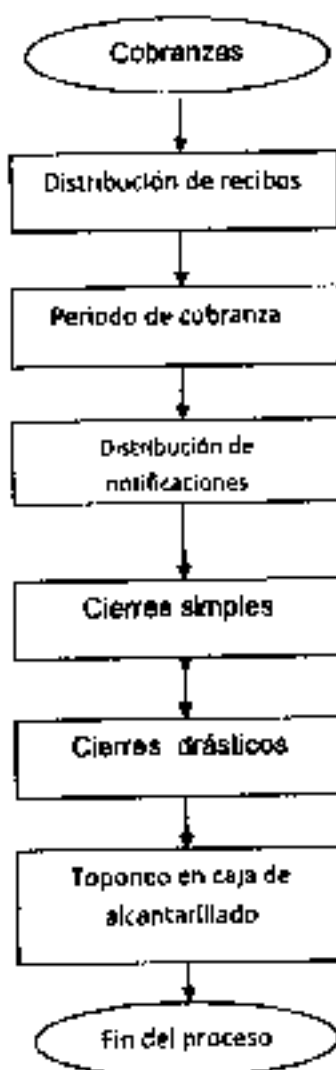 Cobranzas
Distribución de recibos
Periodo de cobranza
Distribución de
notificaciones
Cierres simples
Cierres drásticos
Toponeo en caja de
alcantarillado
Fin del proceso